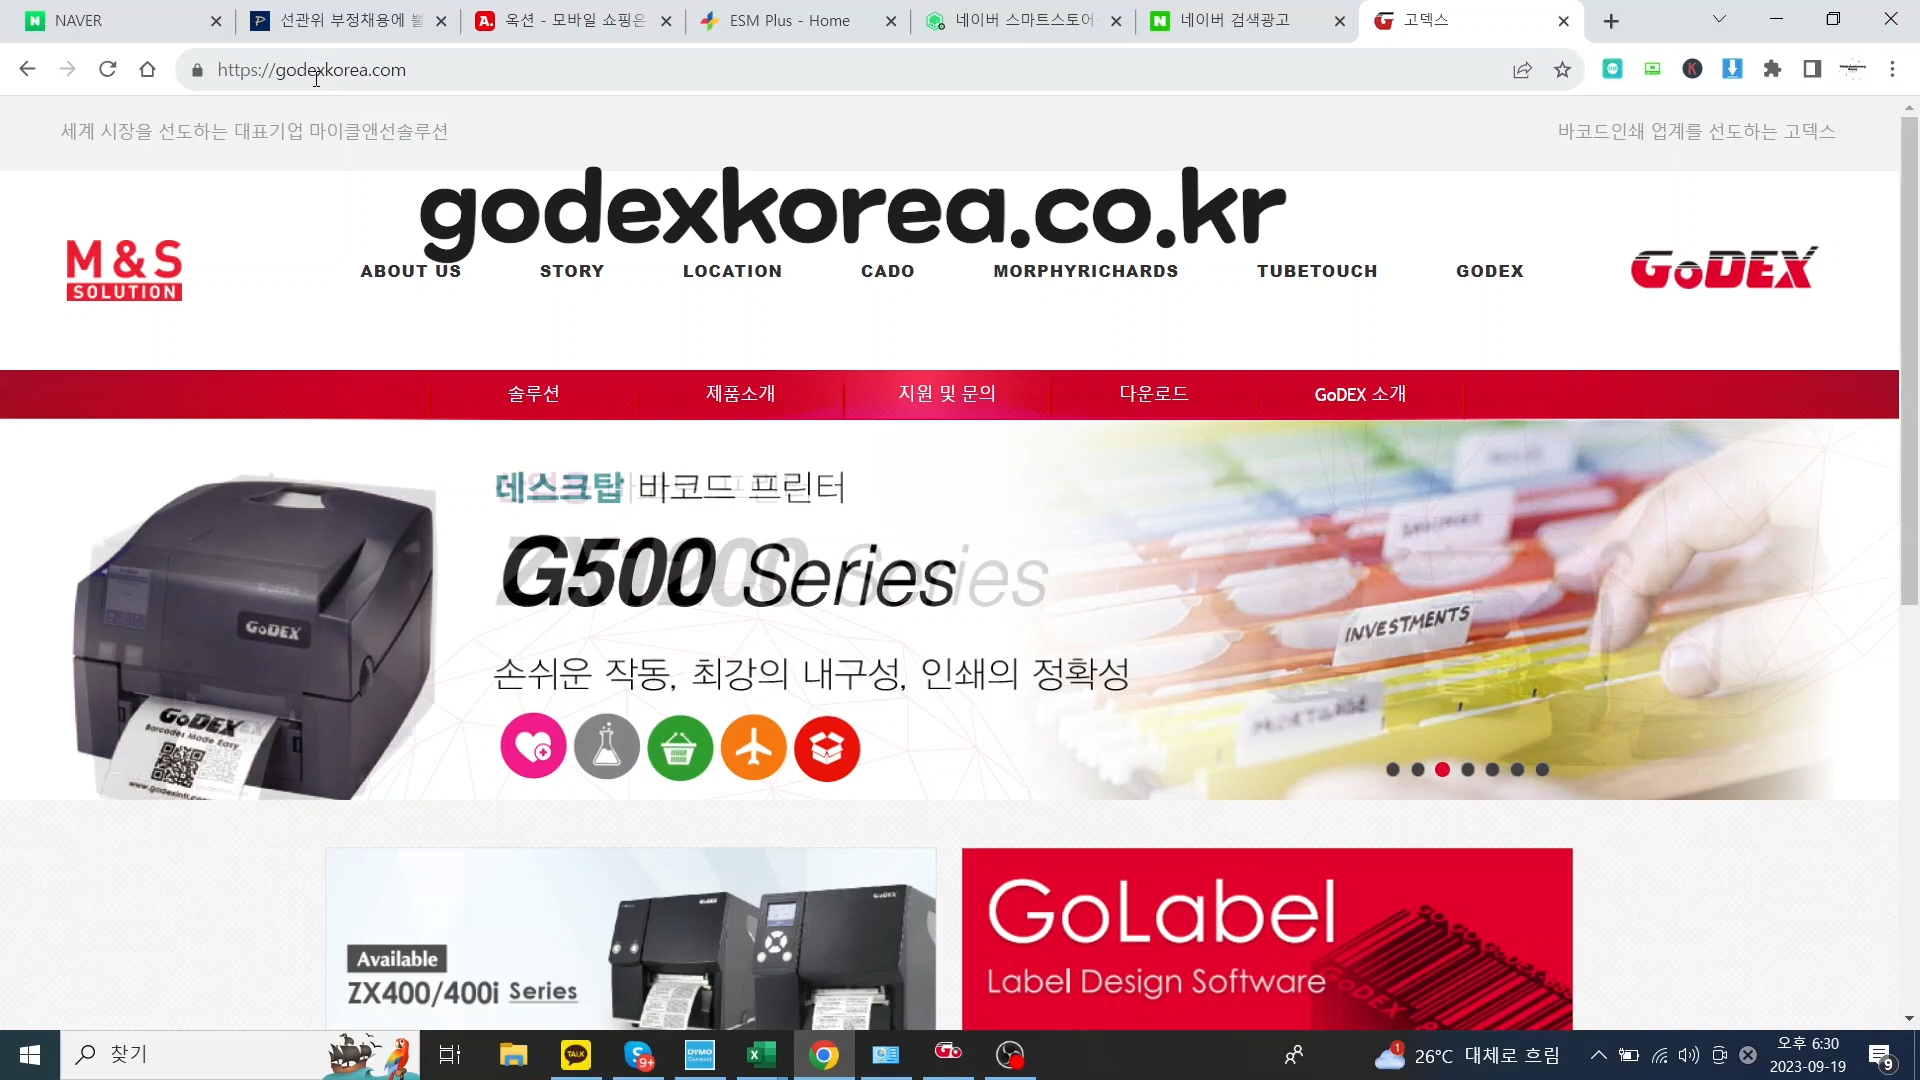 NAVER
선관위 부정채용에
옥션 - 모바일 쇼핑은
ESM Plus - Home
네이버 스마트스토어
네이버 검색광고
고덱스
https://godexkorea.com
세계 시장을 선도하는 대표기업 마이클앤선솔루션
바코드인쇄 업계를 선도하는 고덱스
godexkorea.co.kr
M & S
SOLUTION
ABOUT US
STORY
LOCATION
CADO
MORPHYRICHARDS
TUBETOUCH
GODEX
GoDEX
솔루션
제품소개
지원 및 문의
다운로드
GoDEX 소개
데스크탑 바코드 프린터
G500 Series
손쉬운 작동, 최강의 내구성, 인쇄의 정확성
GoDEX
GoDEX
Barcodes Made Easy
INVESTMENTS
Available
ZX400/400i Series
GoLabel
Label Design Software
찾기
TALK
9+
DYMO
Connect
Go
1
26°C 대체로 흐림
오후 6:30
2023-09-19
9